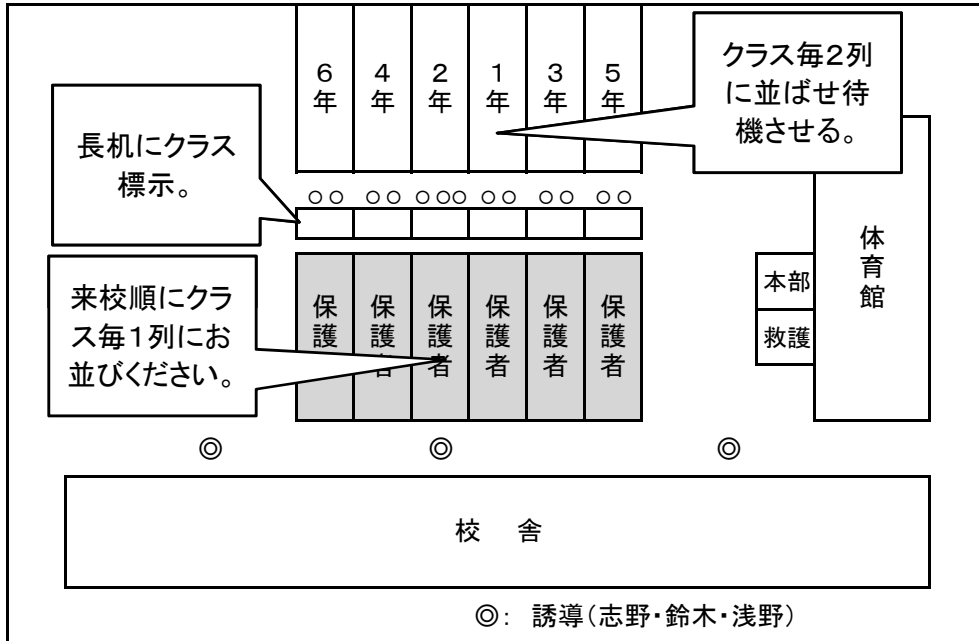 6年
4年
2年
1年
3年
5年
クラス毎2列
に並ばせ待
機させる。
長机にクラス
標示。
○○
○○
○○○
○○
○○
○○
体育館
本部
救護
来校順にクラ
ス毎1列にお
並びください。
保護
保護者
保護者
保護者
保護者
保護者
◎
◎
◎
校 舎
◎: 誘導(志野・鈴木・浅野)